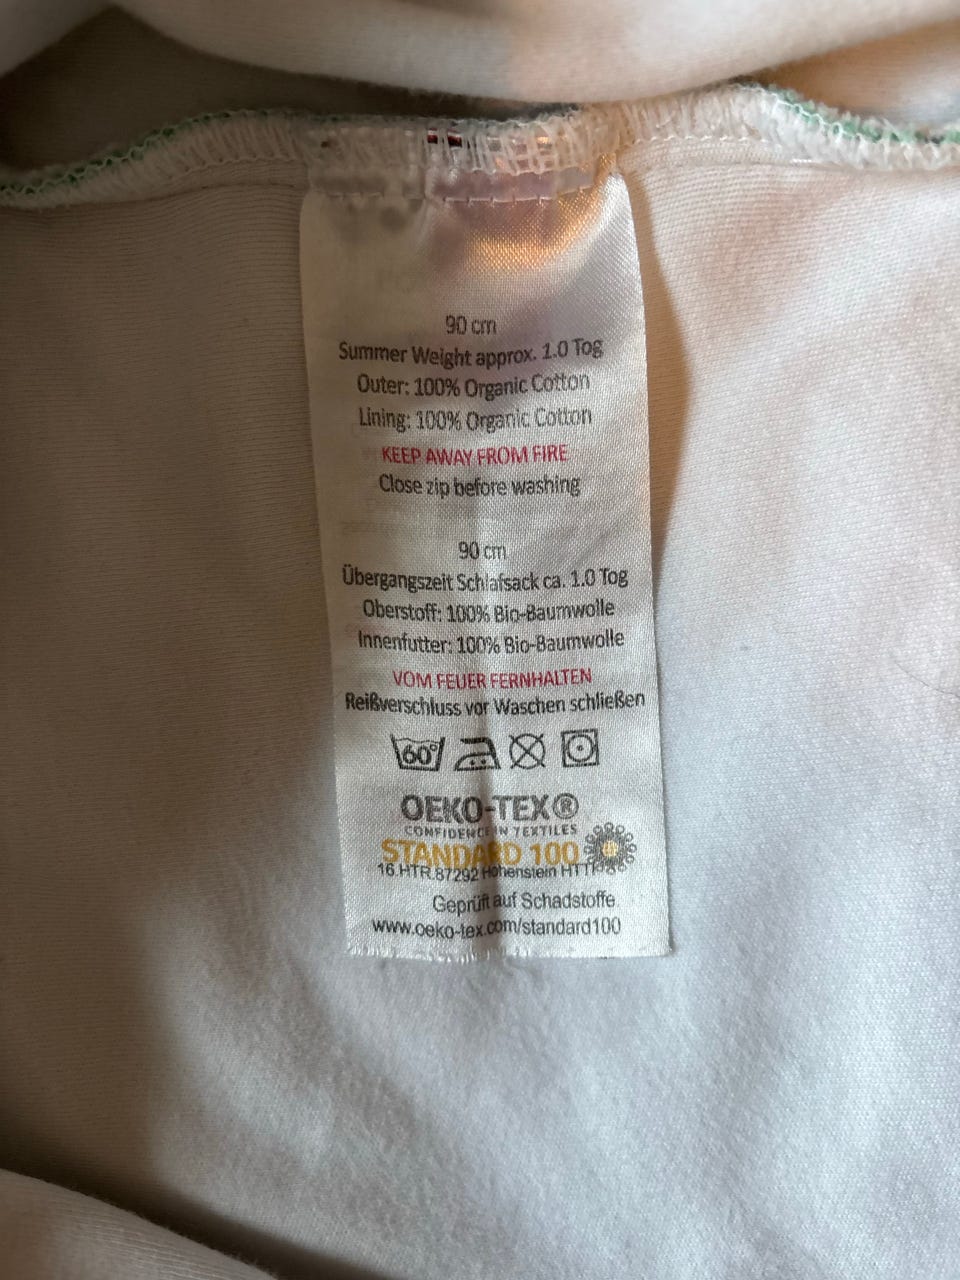 90 cm
Summer Weight approx. 1.0 Tog
Outer: 100% Organic Cotton
Lining: 100% Organic Cotton
KEEP AWAY FROM FIRE
Close zip before washing
90 cm
Übergangszeit Schlafsack ca. 1.0 Tog
Oberstoff: 100% Bio-Baumwolle
Innenfutter: 100% Bio-Baumwolle
VOM FEUER FERNHALTEN
Reißverschluss vor Waschen schließen
60°
OEKO-TEX®
CONFIDENCE IN TEXTILES
STANDARD 100
16.HTR.87292 Hohenstein HTTI
Geprüft auf Schadstoffe.
www.oeko-tex.com/standard100